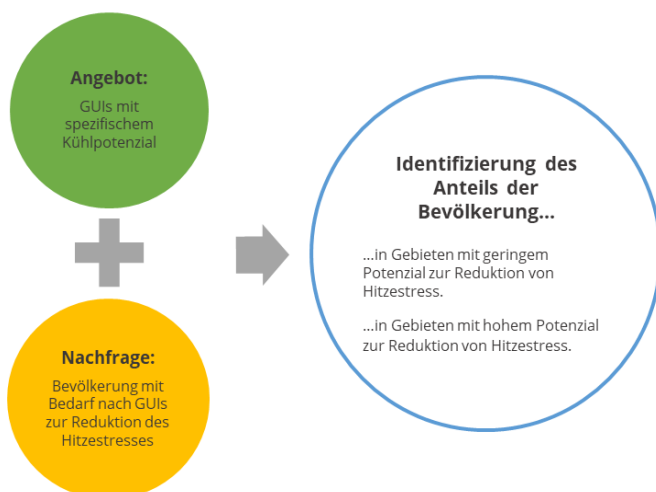 Angebot:
GUIs mit
spezifischem
Kühlpotenzial
Nachfrage:
Bevölkerung mit
Bedarf nach GUIs
zur Reduktion des
Hitzestresses
Identifizierung des
Anteils der
Bevölkerung...
...in Gebieten mit geringem
Potenzial zur Reduktion von
Hitzestress.
...in Gebieten mit hohem Potenzial
zur Reduktion von Hitzestress.